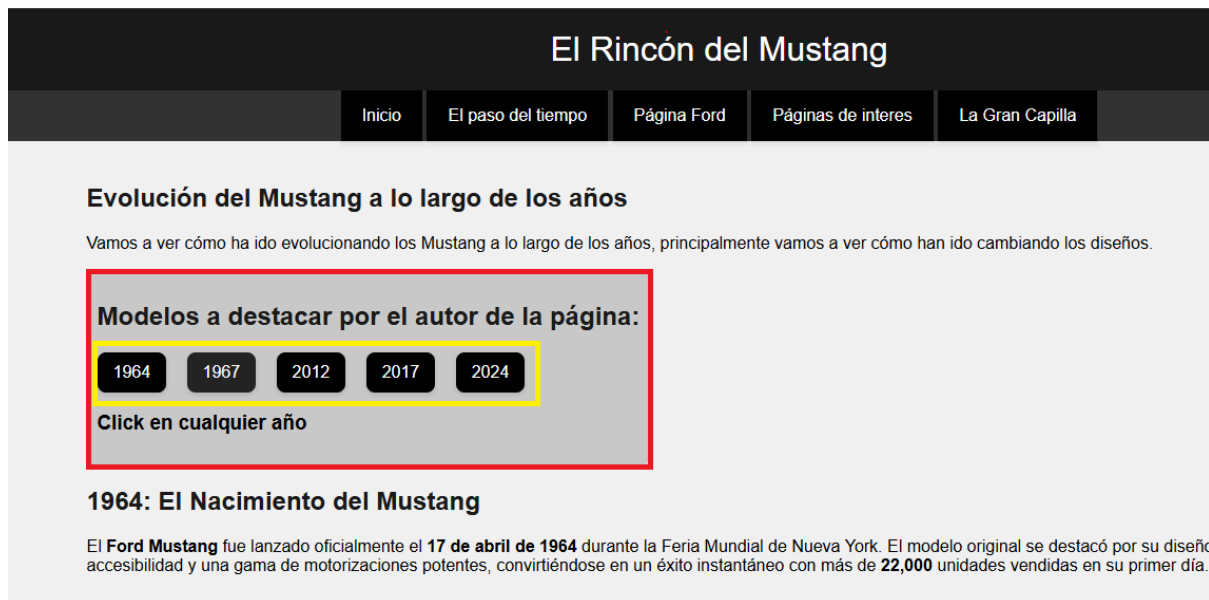 El Rincón del Mustang
Inicio El paso del tiempo Página Ford Páginas de interes La Gran Capilla
Evolución del Mustang a lo largo de los años
Vamos a ver cómo ha ido evolucionando los Mustang a lo largo de los años, principalmente vamos a ver cómo han ido cambiando los diseños.
Modelos a destacar por el autor de la página:
1964 1967 2012 2017 2024
Click en cualquier año
1964: El Nacimiento del Mustang
El Ford Mustang fue lanzado oficialmente el 17 de abril de 1964 durante la Feria Mundial de Nueva York. El modelo original se destacó por su diseño
accesibilidad y una gama de motorizaciones potentes, convirtiéndose en un éxito instantáneo con más de 22,000 unidades vendidas en su primer día.